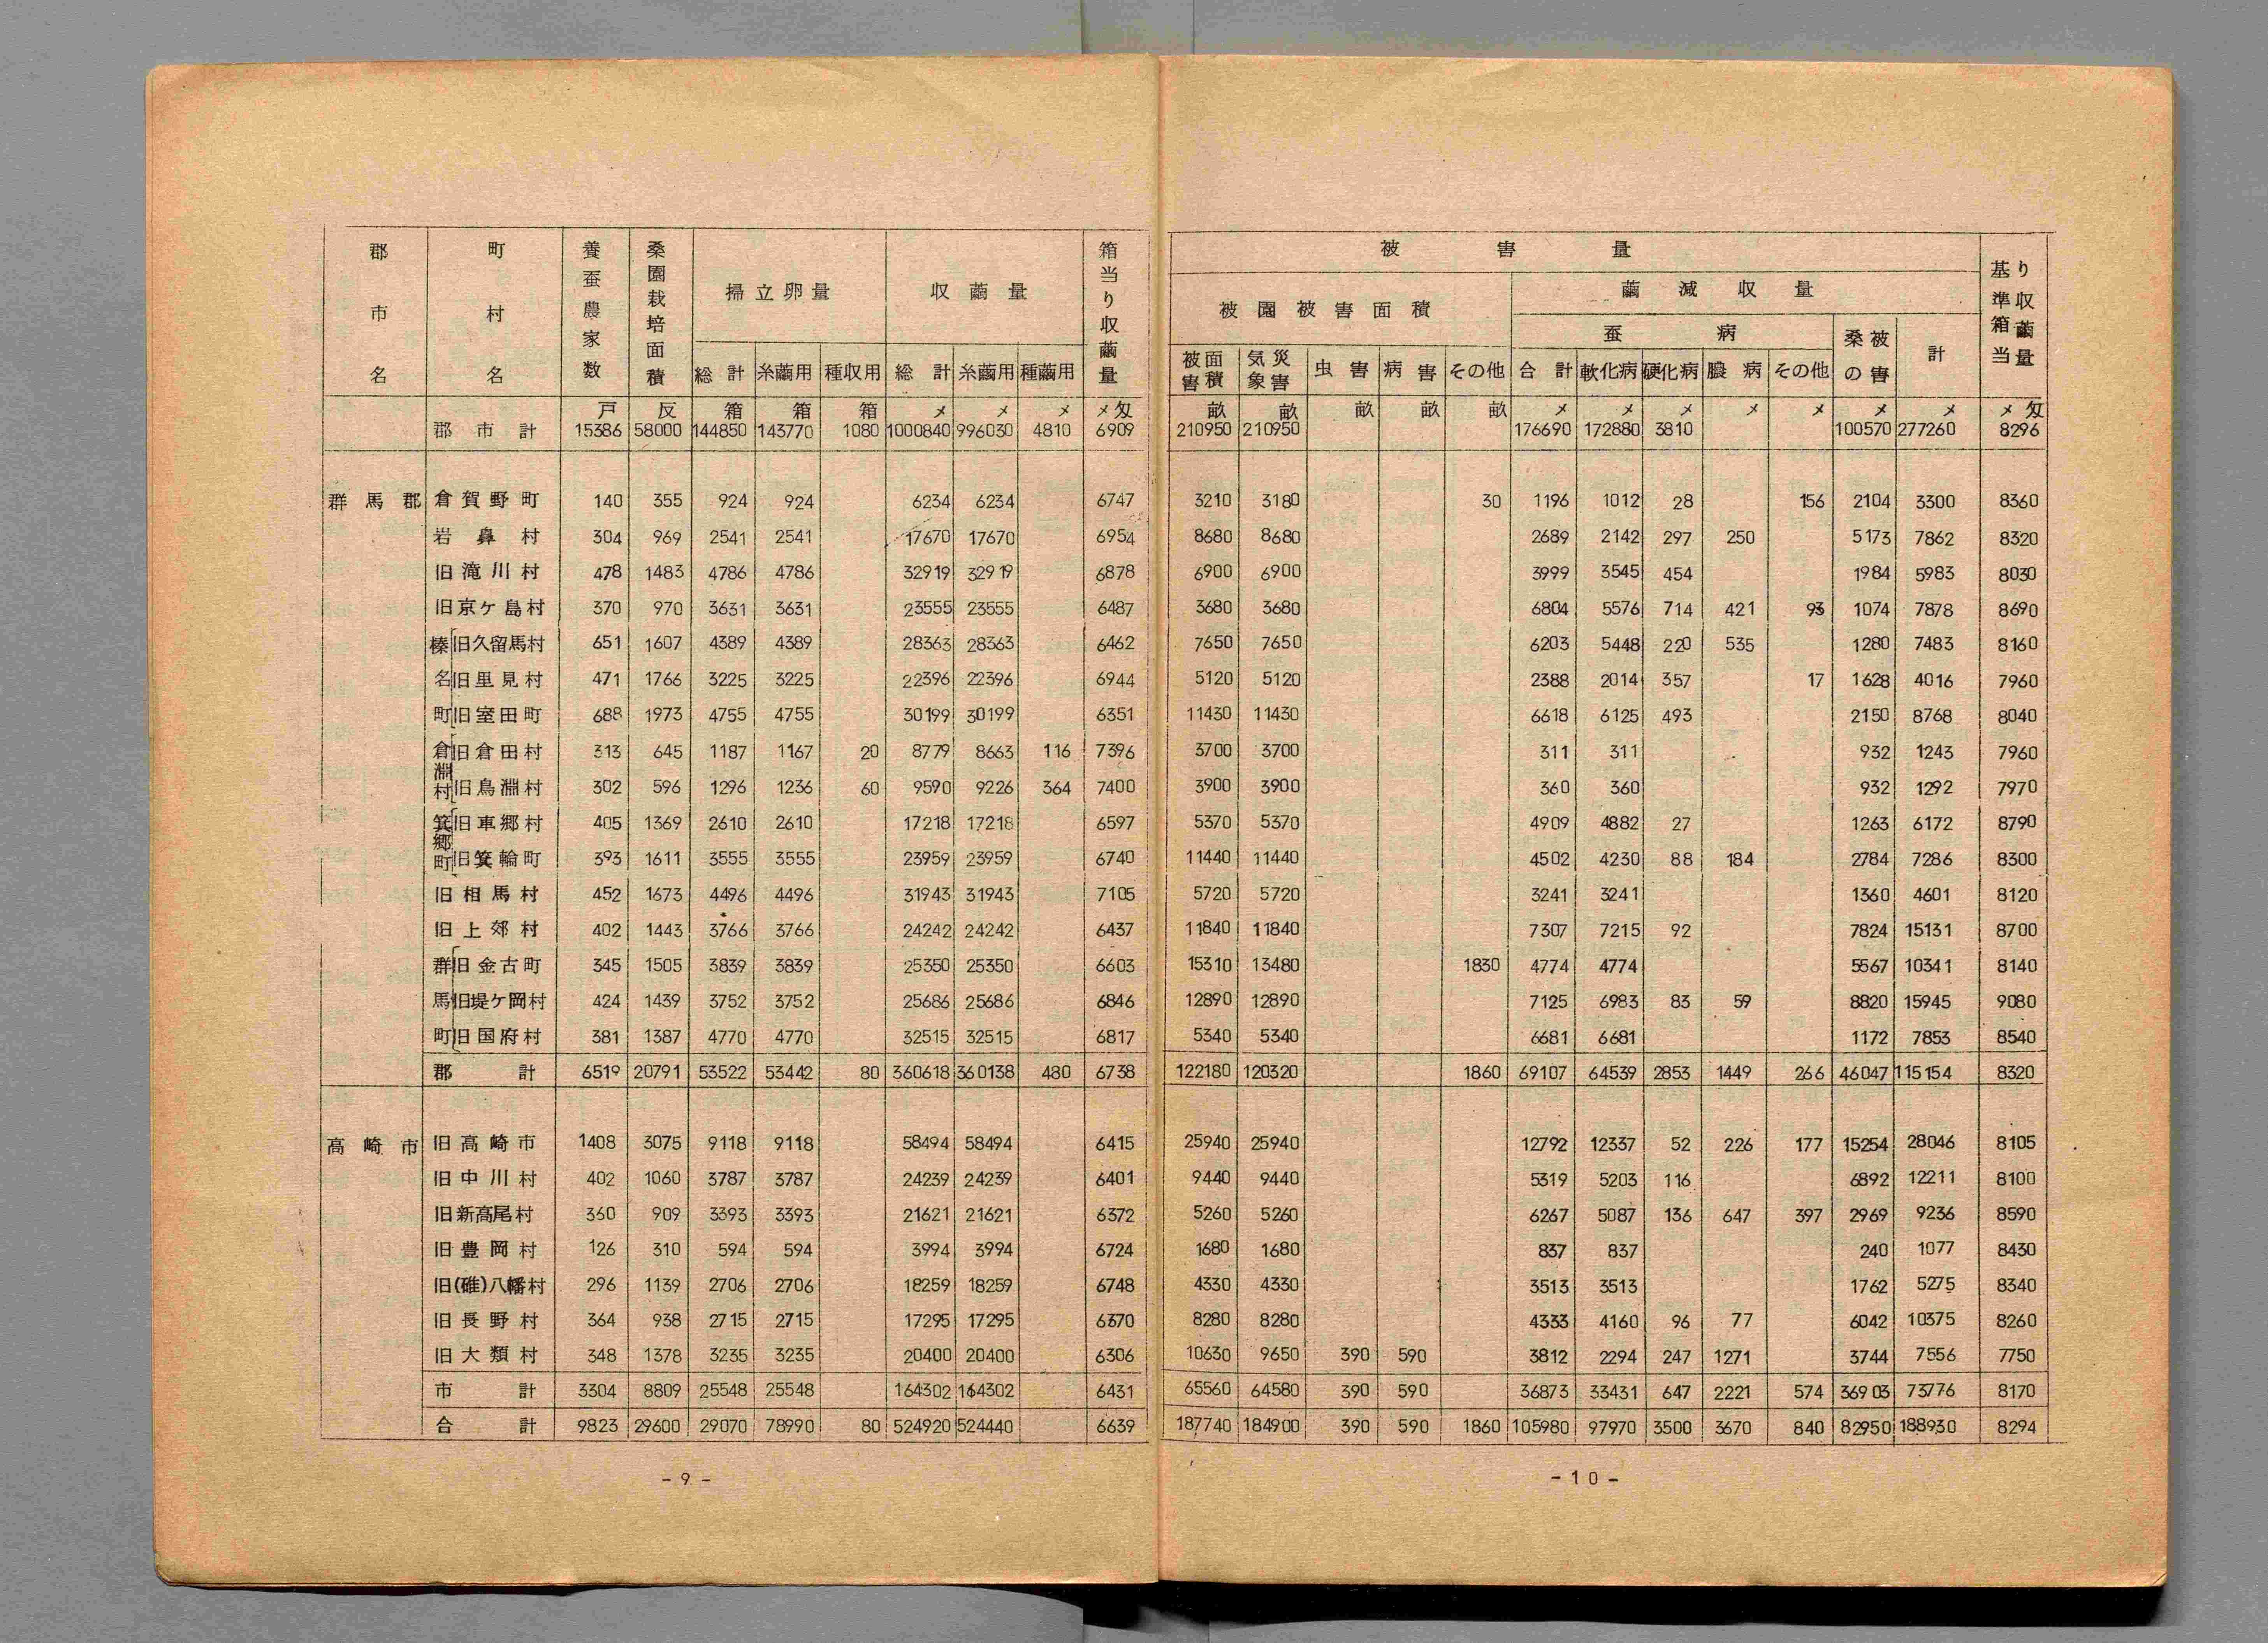 郡市名 町村名 養蚕農家数 桑園栽培面積 掃立卵量 収繭量 箱当り収繭量
総計 糸繭用 種収用 総計 糸繭用 種繭用
戸 反 箱 箱 箱 メ メ メ メ匁
郡市計 15386 58000 144850 143770 1080 1000840 996030 4810 6909
群馬郡 倉賀野町 140 355 924 924 6234 6234 6747
岩鼻村 304 969 2541 2541 17670 17670 6954
旧滝川村 478 1483 4786 4786 32919 32919 6878
旧京ケ島村 370 970 3631 3631 23555 23555 6487
榛名町 旧久留馬村 651 1607 4389 4389 28363 28363 6462
旧里見村 471 1766 3225 3225 22396 22396 6944
旧室田町 688 1973 4755 4755 30199 30199 6351
倉淵村 旧倉田村 313 645 1187 1167 20 8779 8663 116 7396
旧烏淵村 302 596 1296 1236 60 9590 9226 364 7400
箕郷町 旧車郷村 405 1369 2610 2610 17218 17218 6597
旧箕輪町 393 1611 3555 3555 23959 23959 6740
旧相馬村 452 1673 4496 4496 31943 31943 7105
旧上郊村 402 1443 3766 3766 24242 24242 6437
群馬町 旧金古町 345 1505 3839 3839 25350 25350 6603
旧堤ケ岡村 424 1439 3752 3752 25686 25686 6846
旧国府村 381 1387 4770 4770 32515 32515 6817
郡計 6519 20791 53522 53442 80 360618 360138 480 6738
高崎市 旧高崎市 1408 3075 9118 9118 58494 58494 6415
旧中川村 402 1060 3787 3787 24239 24239 6401
旧新高尾村 360 909 3393 3393 21621 21621 6372
旧豊岡村 126 310 594 594 3994 3994 6724
旧(碓)八幡村 296 1139 2706 2706 18259 18259 6748
旧長野村 364 938 2715 2715 17295 17295 6370
旧大類村 348 1378 3235 3235 20400 20400 6306
市計 3304 8809 25548 25548 164302 164302 6431
合計 9823 29600 29070 78990 80 524920 524440 6639
- 9 -
被害量 基準箱当り収繭量
被園被害面積 繭減収量
蚕病 桑の被害 計
被害面積 気象災害 虫害 病害 その他 合計 軟化病 硬化病 膿病 その他
畝 畝 畝 畝 畝 メ メ メ メ メ メ メ メ匁
210950 210950 176690 172880 3810 100570 277260 8296
3210 3180 30 1196 1012 28 156 2104 3300 8360
8680 8680 2689 2142 297 250 5173 7862 8320
6900 6900 3999 3545 454 1984 5983 8030
3680 3680 6804 5576 714 421 93 1074 7878 8690
7650 7650 6203 5448 220 535 1280 7483 8160
5120 5120 2388 2014 357 17 1628 4016 7960
11430 11430 6618 6125 493 2150 8768 8040
3700 3700 311 311 932 1243 7960
3900 3900 360 360 932 1292 7970
5370 5370 4909 4882 27 1263 6172 8790
11440 11440 4502 4230 88 184 2784 7286 8300
5720 5720 3241 3241 1360 4601 8120
11840 11840 7307 7215 92 7824 15131 8700
15310 13480 1830 4774 4774 5567 10341 8140
12890 12890 7125 6983 83 59 8820 15945 9080
5340 5340 6681 6681 1172 7853 8540
122180 120320 1860 69107 64539 2853 1449 266 46047 115154 8320
25940 25940 12792 12337 52 226 177 15254 28046 8105
9440 9440 5319 5203 116 6892 12211 8100
5260 5260 6267 5087 136 647 397 2969 9236 8590
1680 1680 837 837 240 1077 8430
4330 4330 3513 3513 1762 5275 8340
8280 8280 4333 4160 96 77 6042 10375 8260
10630 9650 390 590 3812 2294 247 1271 3744 7556 7750
65560 64580 390 590 36873 33431 647 2221 574 36903 73776 8170
187740 184900 390 590 1860 105980 97970 3500 3670 840 82950 188930 8294
- 10 -